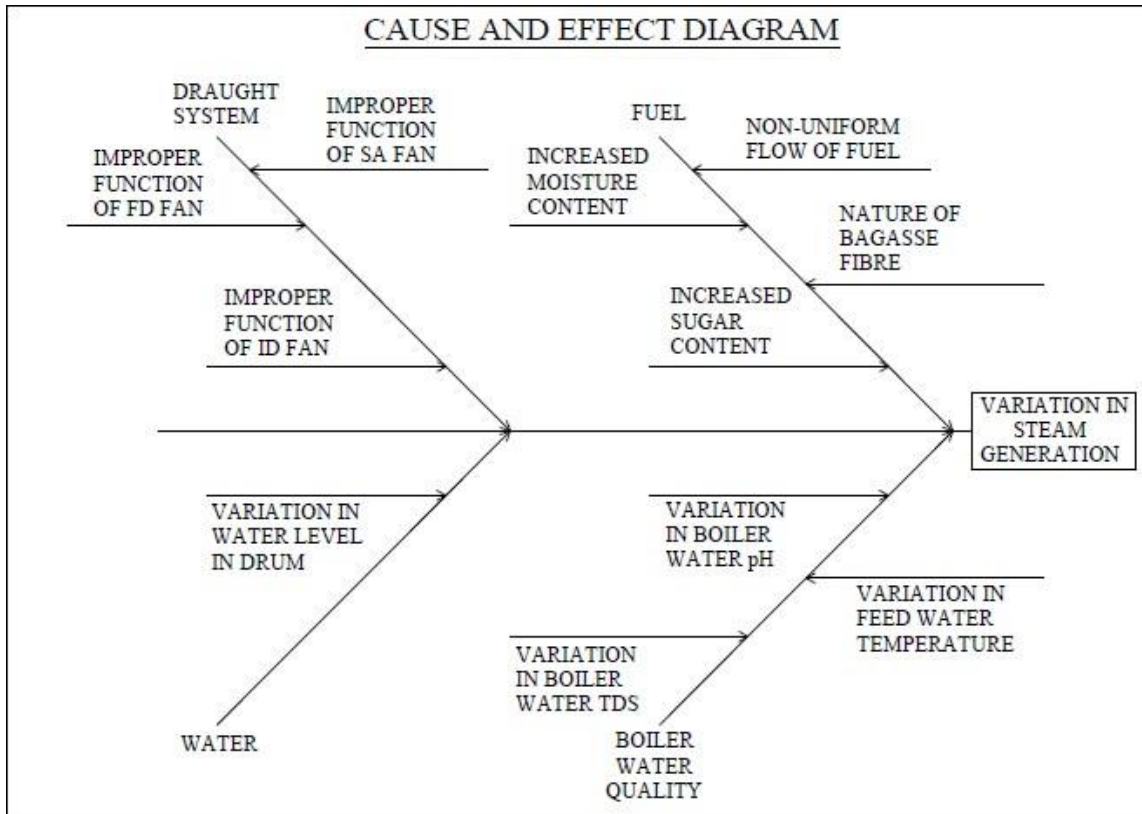 CAUSE AND EFFECT DIAGRAM
DRAUGHT
SYSTEM
IMPROPER
FUNCTION
OF SA FAN
IMPROPER
FUNCTION
OF FD FAN
IMPROPER
FUNCTION
OF ID FAN
FUEL
NON-UNIFORM
FLOW OF FUEL
INCREASED
MOISTURE
CONTENT
NATURE OF
BAGASSE
FIBRE
INCREASED
SUGAR
CONTENT
VARIATION IN
STEAM
GENERATION
VARIATION IN
WATER LEVEL
IN DRUM
WATER
VARIATION
IN BOILER
WATER pH
VARIATION IN
FEED WATER
TEMPERATURE
VARIATION
IN BOILER
WATER TDS
BOILER
WATER
QUALITY